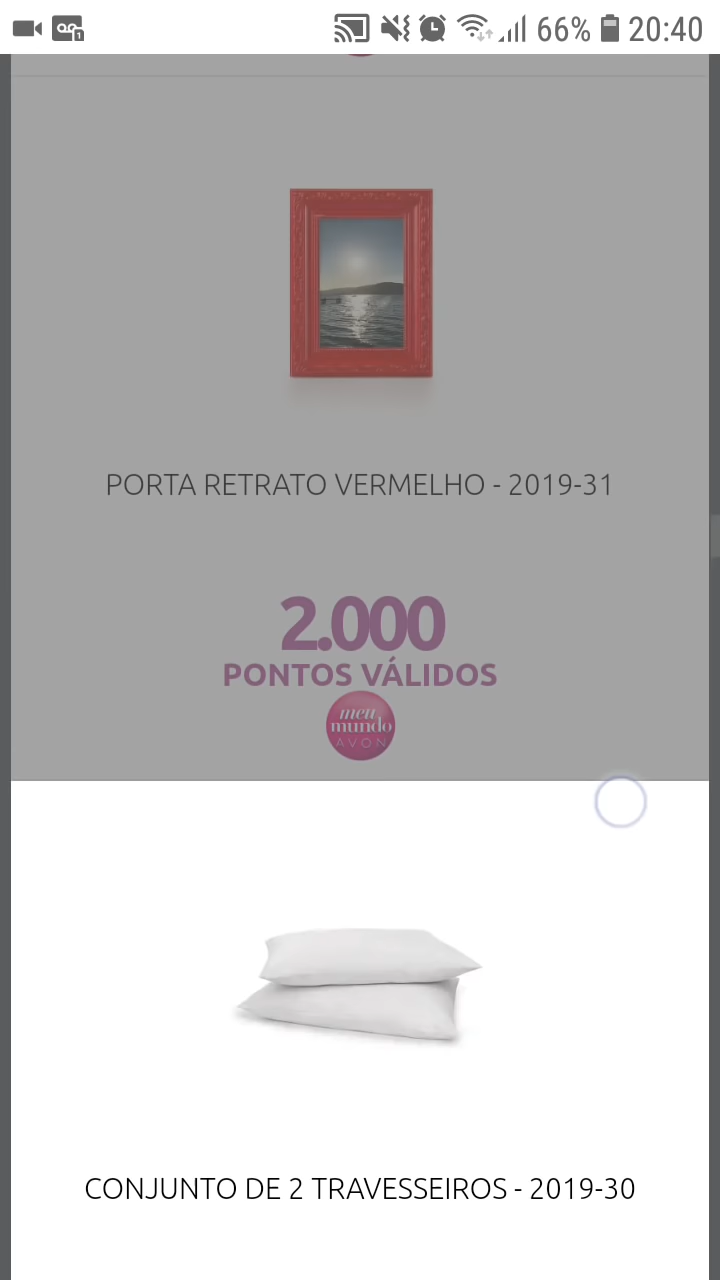 66% 20:40
PORTA RETRATO VERMELHO - 2019-31
2.000
PONTOS VÁLIDOS
meu
mundo
AVON
CONJUNTO DE 2 TRAVESSEIROS - 2019-30